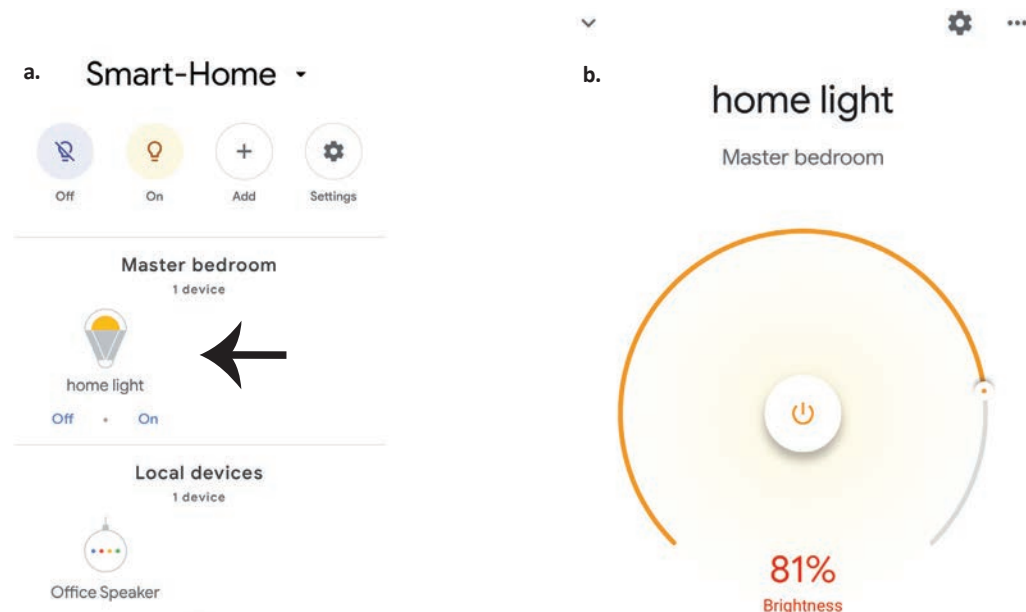 a.
Smart-Home
Off
On
Add
Settings
Master bedroom
1 device
home light
Off • On
Local devices
1 device
Office Speaker
b.
home light
Master bedroom
81%
Brightness